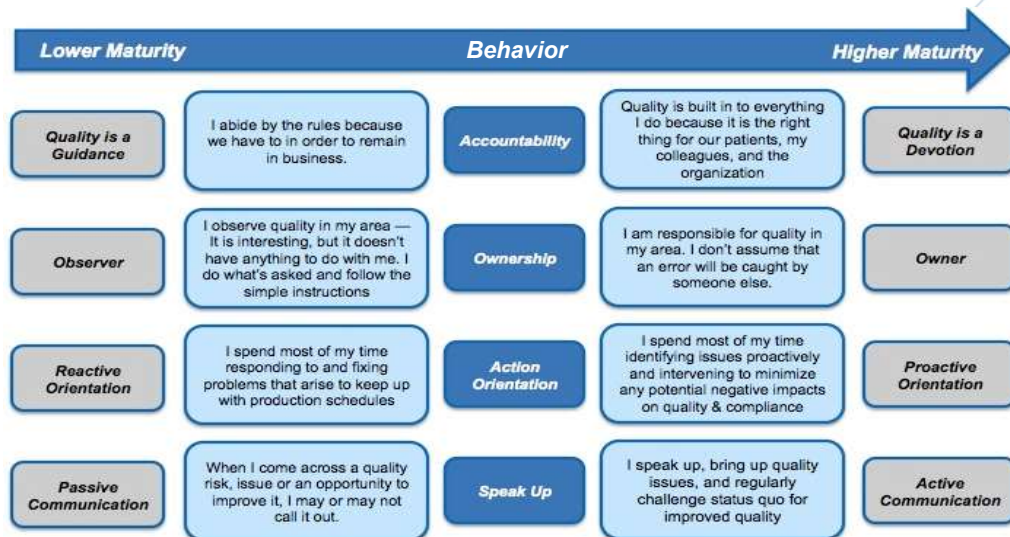 Lower Maturity
Behavior
Higher Maturity
Quality is a
Guidance
I abide by the rules because
we have to in order to remain
in business.
Accountability
Quality is built in to everything
I do because it is the right
thing for our patients, my
colleagues, and the
organization
Quality is a
Devotion
Observer
I observe quality in my area —
It is interesting, but it doesn't
have anything to do with me. I
do what's asked and follow the
simple instructions
Ownership
I am responsible for quality in
my area. I don't assume that
an error will be caught by
someone else.
Owner
Reactive
Orientation
I spend most of my time
responding to and fixing
problems that arise to keep up
with production schedules
Action
Orientation
I spend most of my time
identifying issues proactively
and intervening to minimize
any potential negative impacts
on quality & compliance
Proactive
Orientation
Passive
Communication
When I come across a quality
risk, issue or an opportunity to
improve it, I may or may not
call it out.
Speak Up
I speak up, bring up quality
issues, and regularly
challenge status quo for
improved quality
Active
Communication